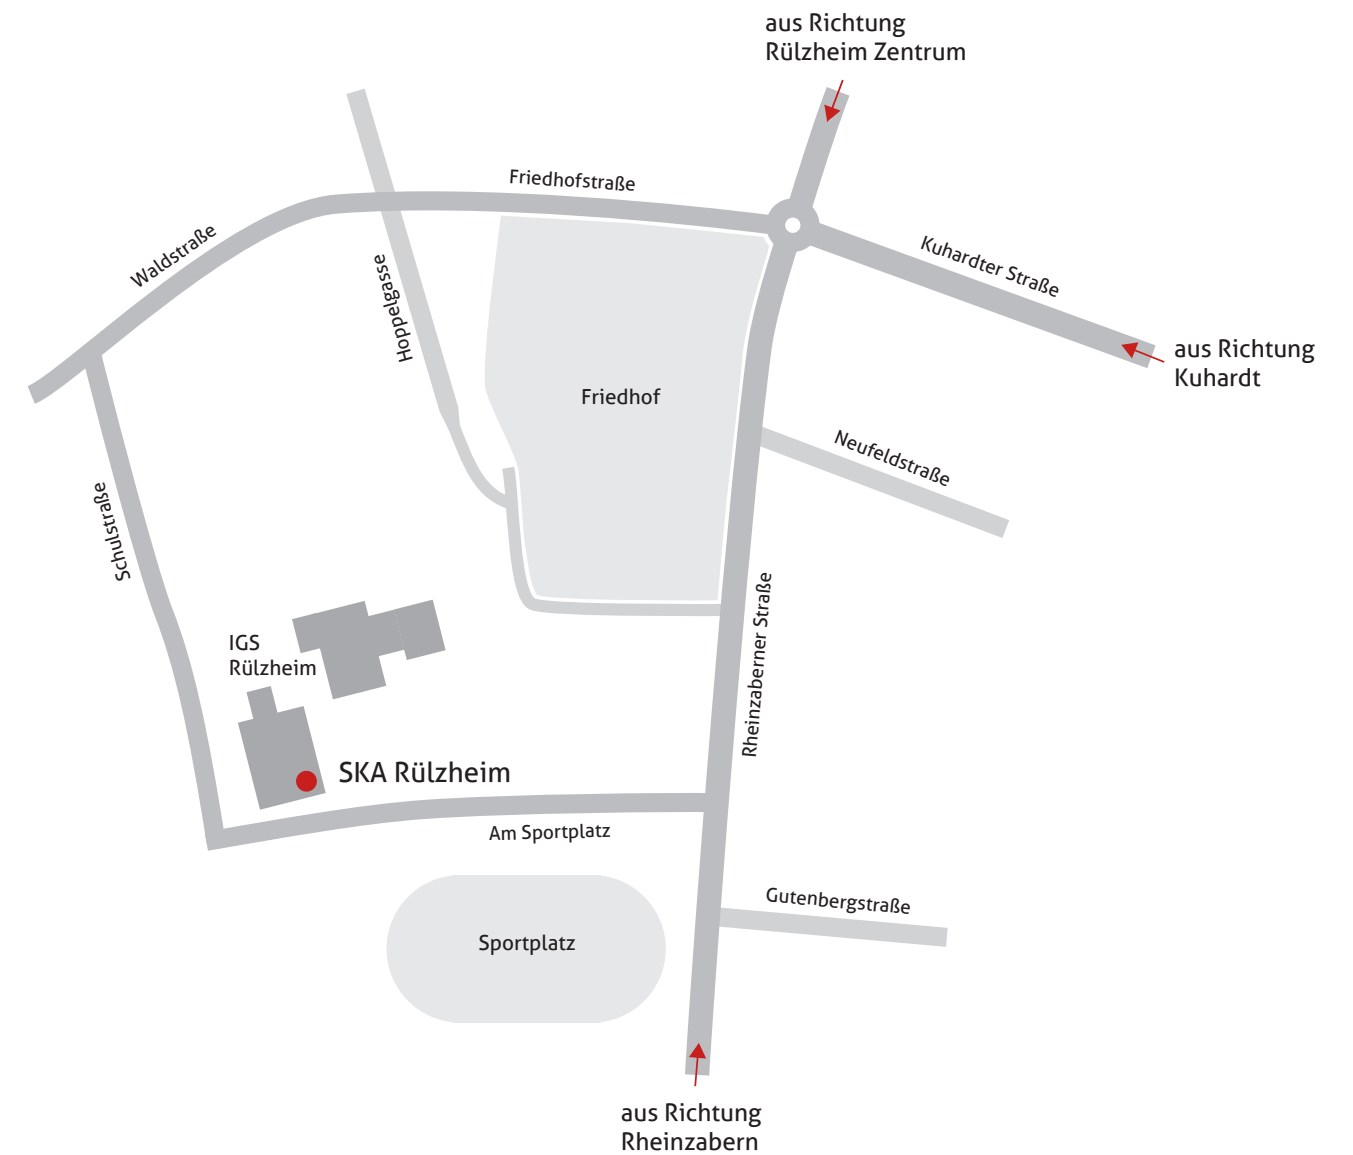 aus Richtung
Rülzheim Zentrum
Friedhofstraße
Waldstraße
Kuhardter Straße
Hoppelgasse
aus Richtung
Kuhardt
Friedhof
Neufeldstraße
Schulstraße
Rheinzaberner Straße
IGS
Rülzheim
SKA Rülzheim
Am Sportplatz
Gutenbergstraße
Sportplatz
aus Richtung
Rheinzabern